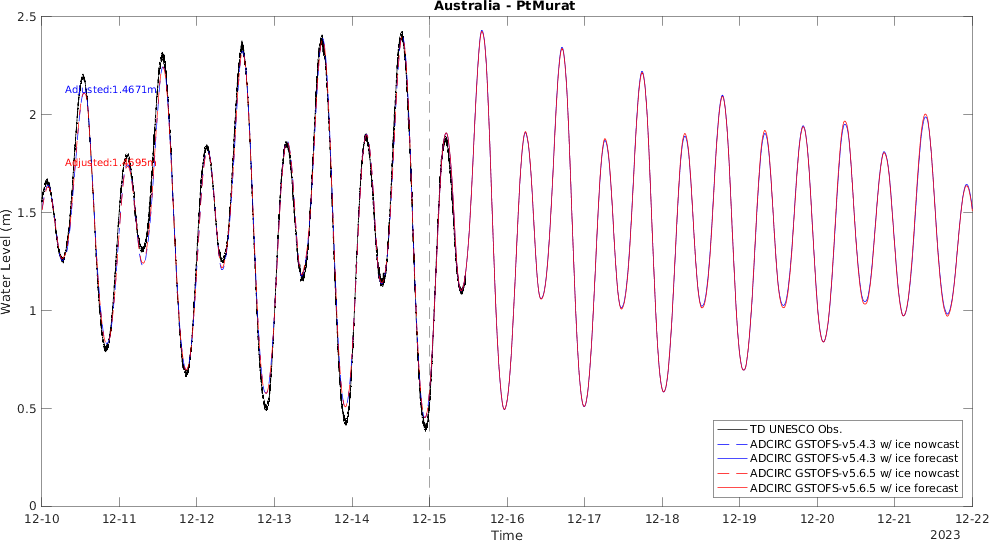 Australia - PtMurat
2.5
2
1.5
1
0.5
0
Water Level (m)
Adjusted:1.4671m
TD UNESCO Obs.
ADCIRC GSTOFS-v5.4.3 w/ ice nowcast
ADCIRC GSTOFS-v5.4.3 w/ ice forecast
ADCIRC GSTOFS-v5.6.5 w/ ice nowcast
ADCIRC GSTOFS-v5.6.5 w/ ice forecast
12-10 12-11 12-12 12-13 12-14 12-15 12-16 12-17 12-18 12-19 12-20 12-21 12-22
Time
2023